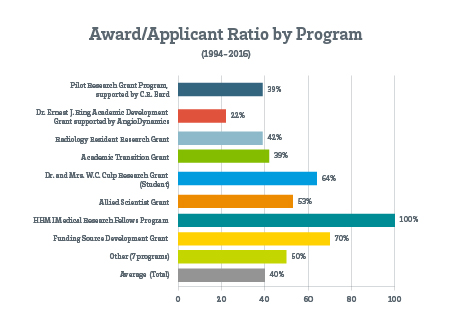 Award/Applicant Ratio by Program
(1994-2016)
Pilot Research Grant Program,
supported by C.R. Bard
39%
Dr. Ernest J. Ring Academic Development
Grant supported by AngioDynamics
22%
Radiology Resident Research Grant
42%
Academic Transition Grant
39%
Dr. and Mrs. W.C. Culp Research Grant
(Student)
64%
Allied Scientist Grant
53%
HHMI Medical Research Fellows Program
100%
Funding Source Development Grant
70%
Other (7 programs)
50%
Average (Total)
40%
0 20 40 60 80 100